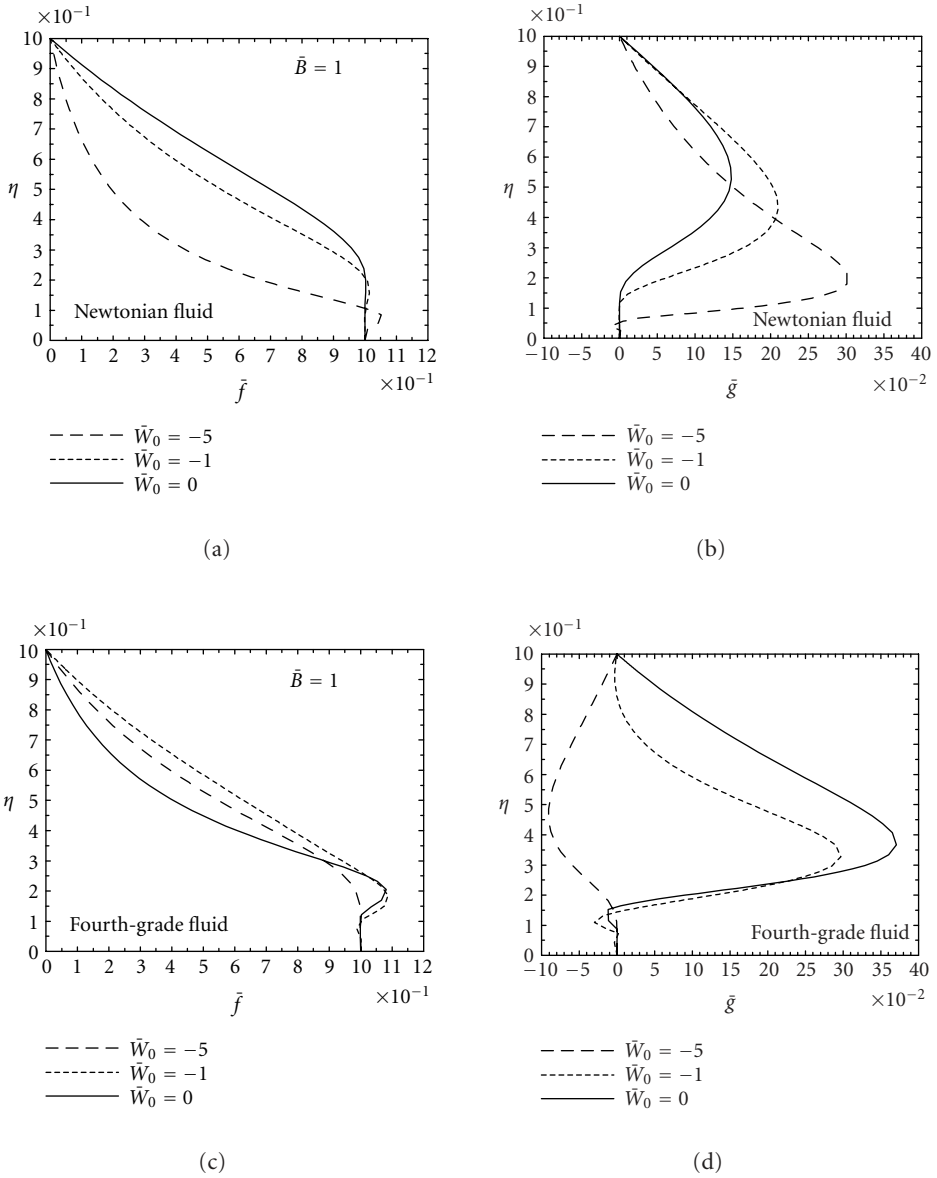 ×10⁻¹
10
9
8
7
6
5
4
3
2
1
0
η
B̄ = 1
Newtonian fluid
0 1 2 3 4 5 6 7 8 9 10 11 12
×10⁻¹
f̄
W̄₀ = −5
W̄₀ = −1
W̄₀ = 0
(a)
×10⁻¹
10
9
8
7
6
5
4
3
2
1
0
η
Newtonian fluid
−10 −5 0 5 10 15 20 25 30 35 40
×10⁻²
ḡ
W̄₀ = −5
W̄₀ = −1
W̄₀ = 0
(b)
×10⁻¹
10
9
8
7
6
5
4
3
2
1
0
η
B̄ = 1
Fourth-grade fluid
0 1 2 3 4 5 6 7 8 9 10 11 12
×10⁻¹
f̄
W̄₀ = −5
W̄₀ = −1
W̄₀ = 0
(c)
×10⁻¹
10
9
8
7
6
5
4
3
2
1
0
η
Fourth-grade fluid
−10 −5 0 5 10 15 20 25 30 35 40
×10⁻²
ḡ
W̄₀ = −5
W̄₀ = −1
W̄₀ = 0
(d)